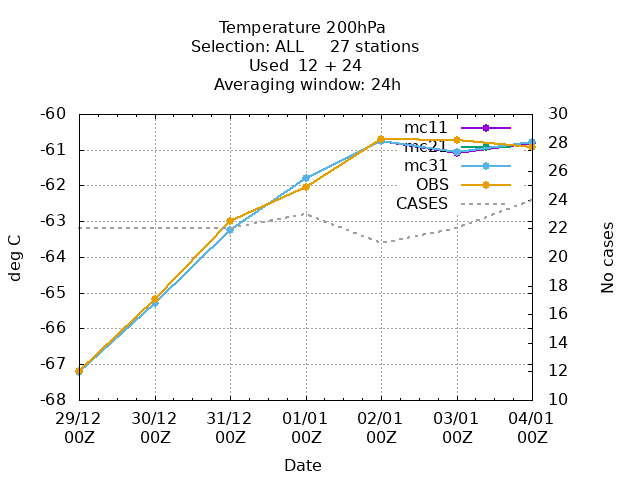 Temperature 200hPa
Selection: ALL 27 stations
Used 12 + 24
Averaging window: 24h
-60
-61
-62
-63
-64
-65
-66
-67
-68
deg C
30
28
26
24
22
20
18
16
14
12
10
No cases
mc11
mc21
mc31
OBS
CASES
29/12 30/12 31/12 01/01 02/01 03/01 04/01
00Z 00Z 00Z 00Z 00Z 00Z 00Z
Date